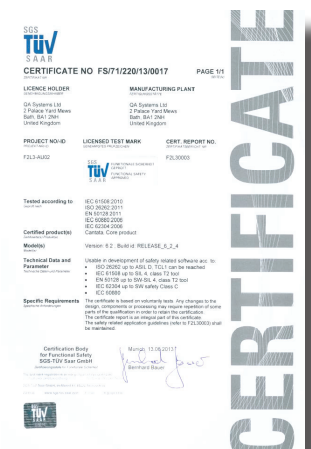 SGS
TÜV
SAAR
CERTIFICATE
CERTIFICATE NO FS/71/220/13/0017 PAGE 1/1
LICENCE HOLDER MANUFACTURING PLANT
QA Systems Ltd QA Systems Ltd
2 Palace Yard Mews 2 Palace Yard Mews
Bath, BA1 2NH Bath, BA1 2NH
United Kingdom United Kingdom
PROJECT NO/-ID LICENSED TEST MARK CERT. REPORT NO.
F2L3-AU02 F2L30003
SGS
TÜV
SAAR
FUNCTIONAL SAFETY
APPROVED
Tested according to IEC 61508:2010
ISO 26262:2011
EN 50128:2011
IEC 60880:2006
IEC 62304:2006
Certified product(s) Cantata, Core product
Model(s) Version: 6.2 ; Build id: RELEASE_6_2_4
Technical Data and Usable in development of safety related software acc. to:
Parameter • ISO 26262 up to ASIL D, TCL1 can be reached
• IEC 61508 up to SIL 4, class T2 tool
• EN 50128 up to SW-SIL 4, class T2 tool
• IEC 62304 up to SW safety Class C
• IEC 60880
Specific Requirements The certificate is based on voluntary tests. Any changes to the
design, components or processing may require repetition of some
parts of the qualification in order to retain the certification.
The certificate report is an integral part of this certificate.
The safety related application guidelines (refer to F2L30003) shall
be maintained.
Certification Body Munich, 13.06.2013
for Functional Safety
SGS-TÜV Saar GmbH
Bernhard Bauer
TÜV